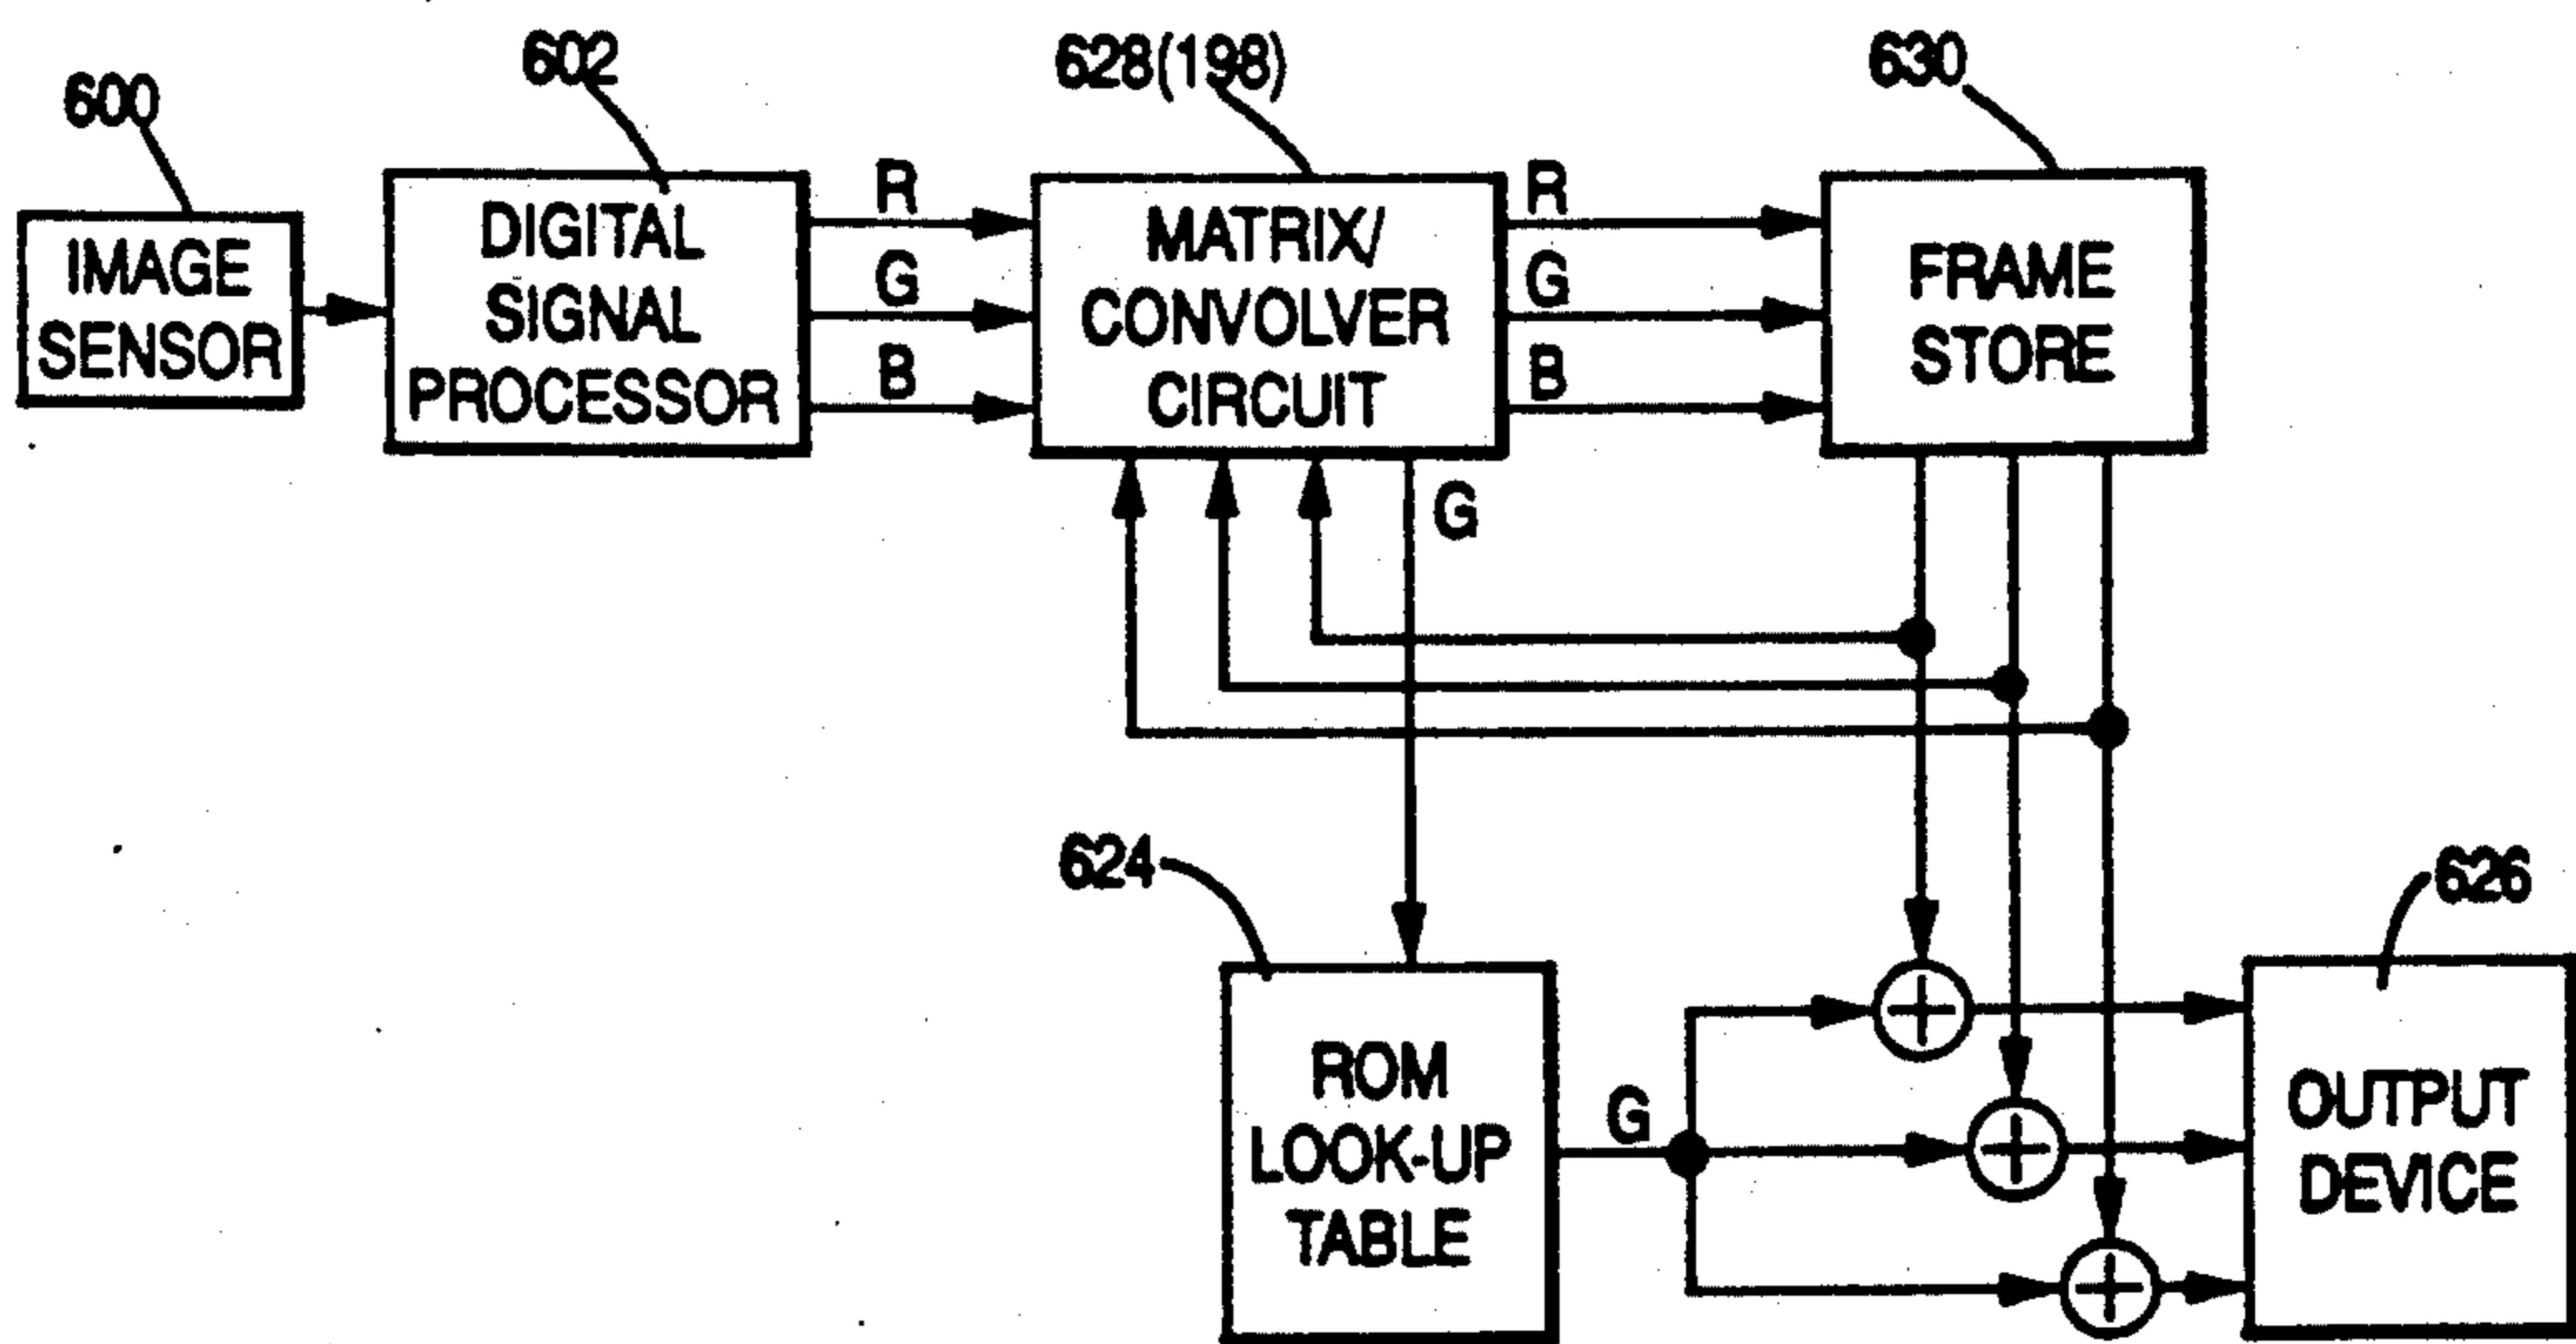 600
602
628(198)
630
IMAGE
SENSOR
DIGITAL
SIGNAL
PROCESSOR
R
G
B
MATRIX/
CONVOLVER
CIRCUIT
R
G
B
FRAME
STORE
G
624
626
ROM
LOOK-UP
TABLE
G
OUTPUT
DEVICE